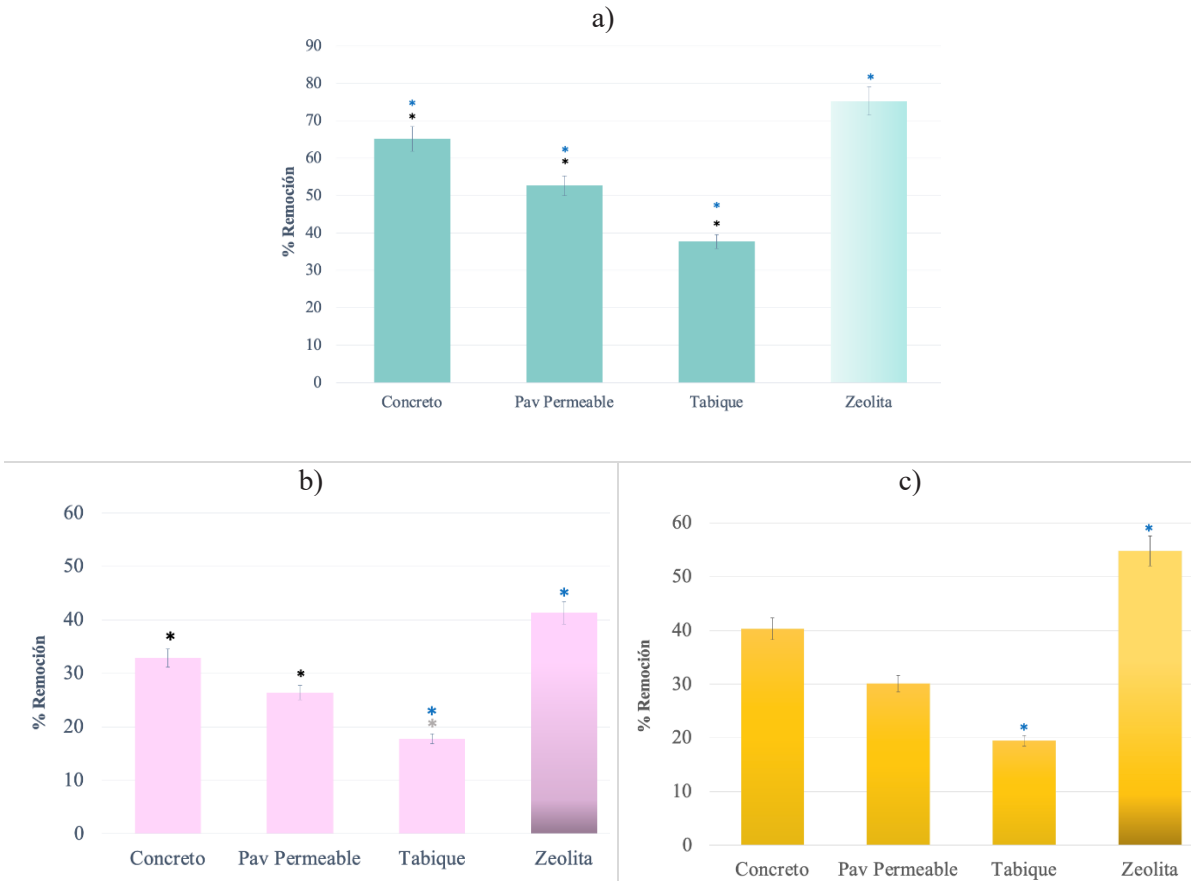 a)
% Remoción
90
80
70
60
50
40
30
20
10
0
* * * * * * *
Concreto Pav Permeable Tabique Zeolita
b)
% Remoción
60
50
40
30
20
10
0
* * * * *
Concreto Pav Permeable Tabique Zeolita
c)
% Remoción
60
50
40
30
20
10
0
* *
Concreto Pav Permeable Tabique Zeolita